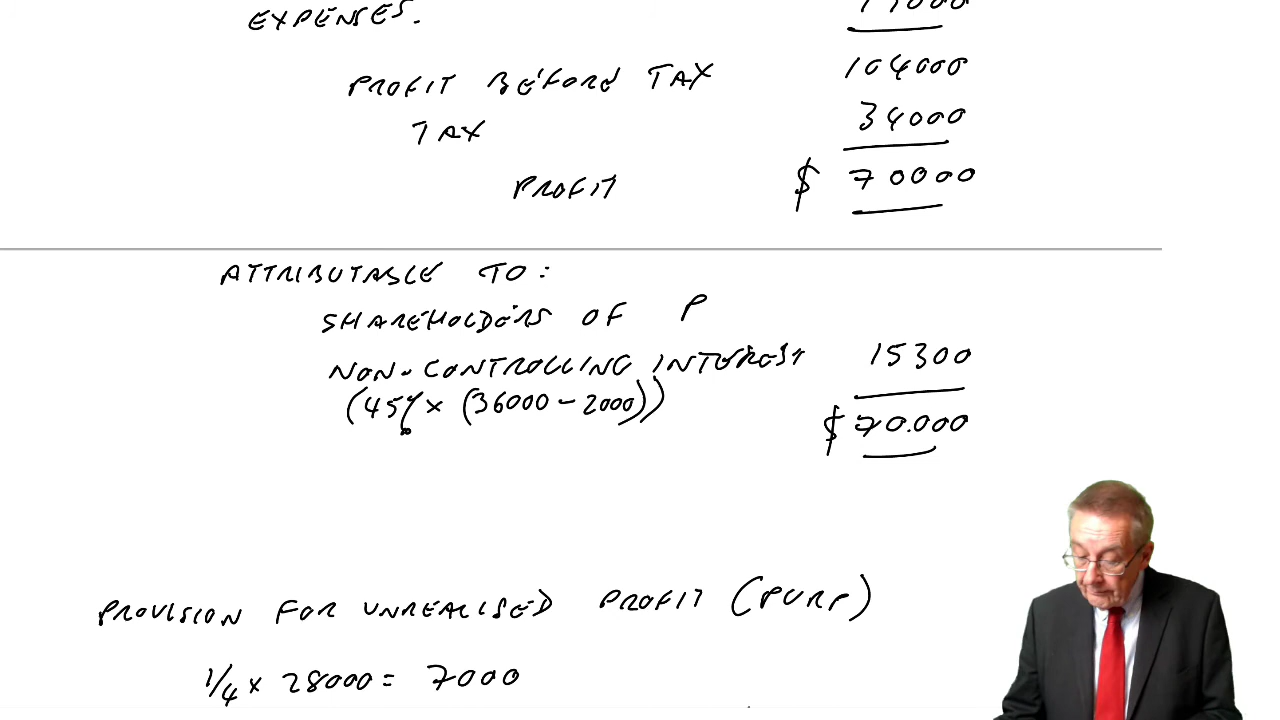 EXPENSES.
PROFIT BEFORE TAX 104000
TAX 34000
PROFIT $ 70000
ATTRIBUTABLE TO:
SHAREHOLDERS OF P
NON-CONTROLLING INTEREST 15300
(45% × (36000 - 2000)) $ 70.000
PROVISION FOR UNREALISED PROFIT (PURP)
1/4 × 28000 = 7000